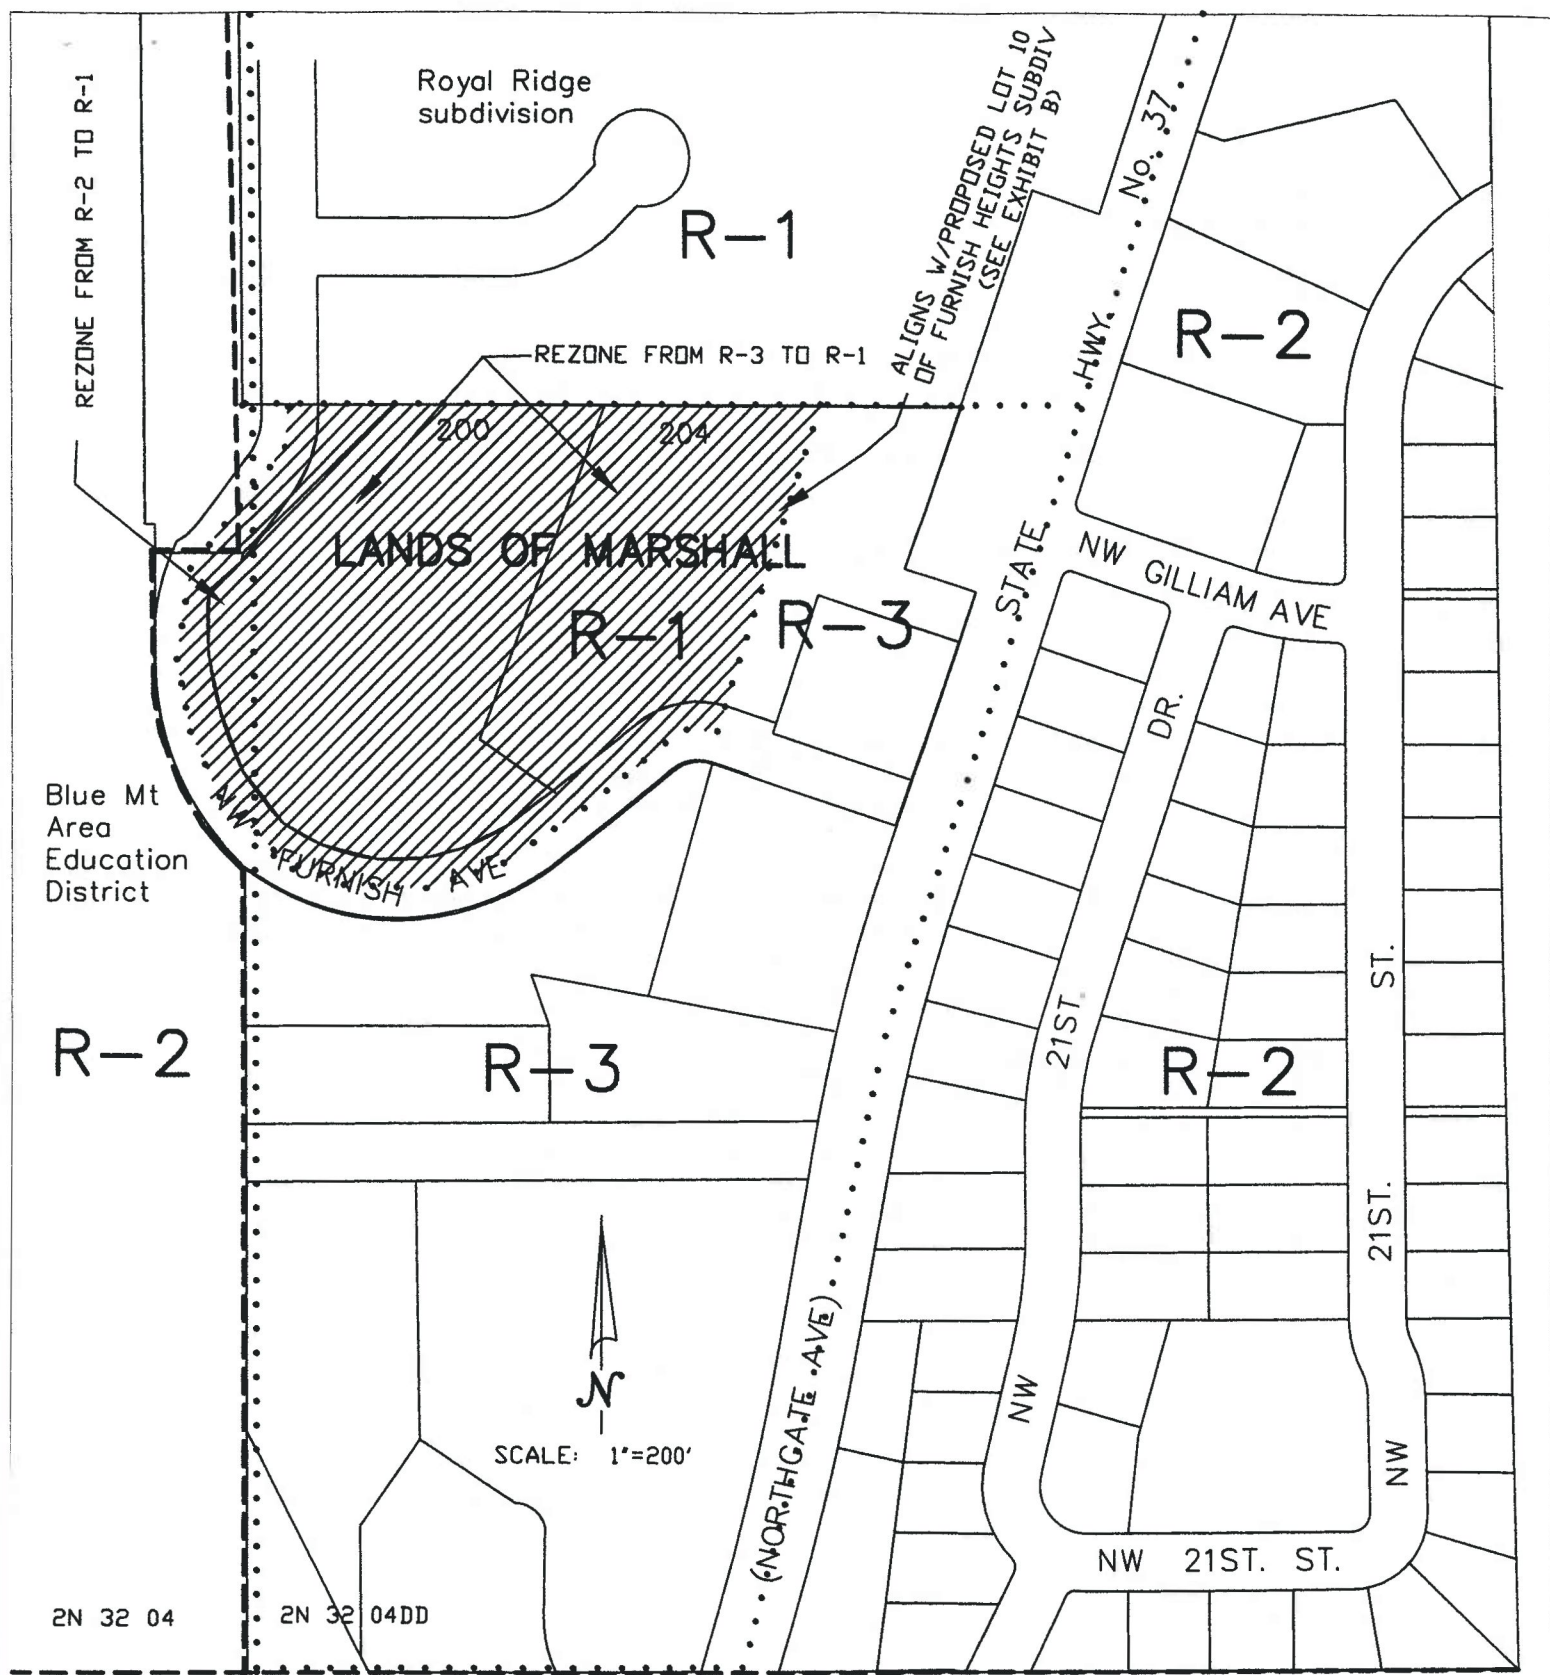 REZONE FROM R-2 TO R-1
Royal Ridge
subdivision
R-1
ALIGNS W/PROPOSED LOT 10
OF FURNISH HEIGHTS SUBDIV
(SEE EXHIBIT B)
No. 37
HWY.
STATE
(NORTHGATE AVE)
R-2
REZONE FROM R-3 TO R-1
200
204
LANDS OF MARSHALL
R-1
R-3
NW GILLIAM AVE
DR.
21ST
NW
Blue Mt
Area
Education
District
NW FURNISH AVE
R-2
R-3
R-2
ST.
21ST.
NW
N
SCALE: 1"=200'
NW 21ST. ST.
2N 32 04
2N 32 04DD